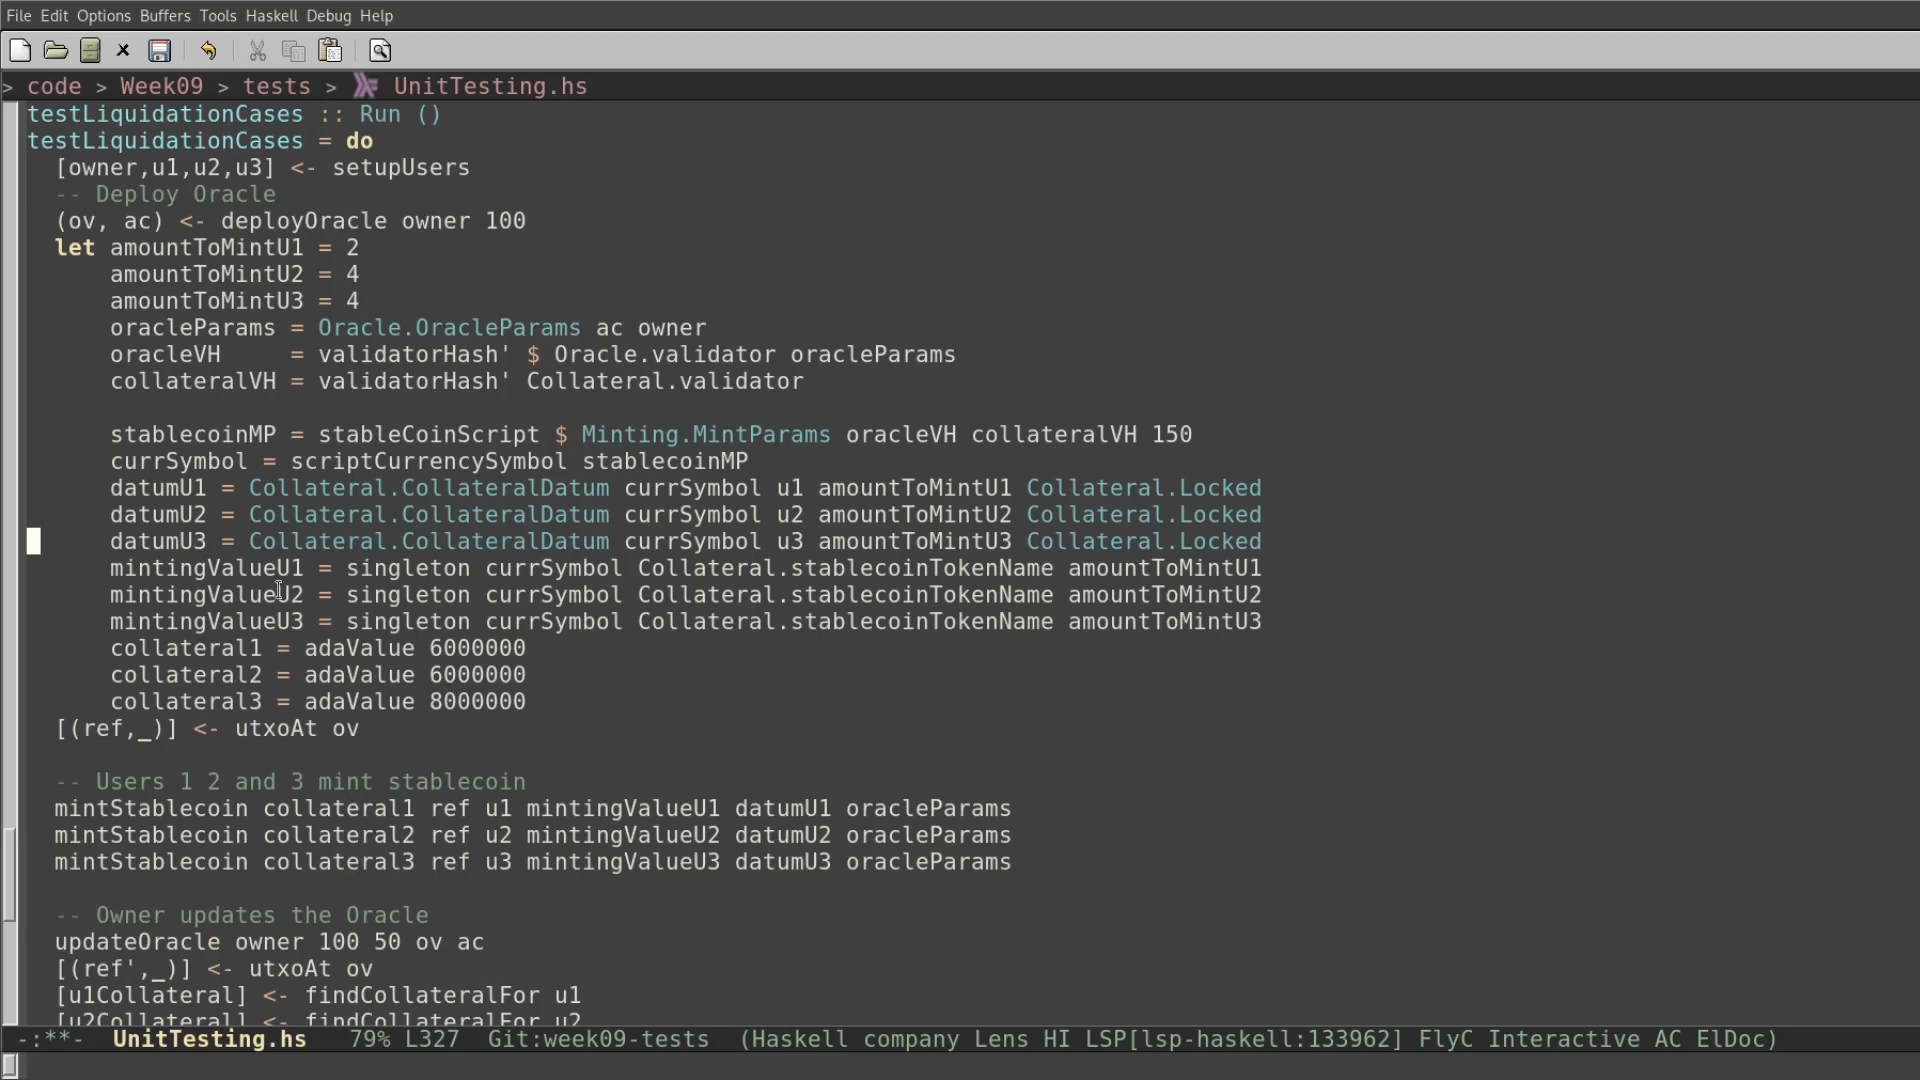 File Edit Options Buffers Tools Haskell Debug Help
> code > Week09 > tests > UnitTesting.hs
testLiquidationCases :: Run ()
testLiquidationCases = do
  [owner,u1,u2,u3] <- setupUsers
  -- Deploy Oracle
  (ov, ac) <- deployOracle owner 100
  let amountToMintU1 = 2
      amountToMintU2 = 4
      amountToMintU3 = 4
      oracleParams = Oracle.OracleParams ac owner
      oracleVH     = validatorHash' $ Oracle.validator oracleParams
      collateralVH = validatorHash' Collateral.validator
      stablecoinMP = stableCoinScript $ Minting.MintParams oracleVH collateralVH 150
      currSymbol = scriptCurrencySymbol stablecoinMP
      datumU1 = Collateral.CollateralDatum currSymbol u1 amountToMintU1 Collateral.Locked
      datumU2 = Collateral.CollateralDatum currSymbol u2 amountToMintU2 Collateral.Locked
      datumU3 = Collateral.CollateralDatum currSymbol u3 amountToMintU3 Collateral.Locked
      mintingValueU1 = singleton currSymbol Collateral.stablecoinTokenName amountToMintU1
      mintingValueU2 = singleton currSymbol Collateral.stablecoinTokenName amountToMintU2
      mintingValueU3 = singleton currSymbol Collateral.stablecoinTokenName amountToMintU3
      collateral1 = adaValue 6000000
      collateral2 = adaValue 6000000
      collateral3 = adaValue 8000000
  [(ref,_)] <- utxoAt ov
  -- Users 1 2 and 3 mint stablecoin
  mintStablecoin collateral1 ref u1 mintingValueU1 datumU1 oracleParams
  mintStablecoin collateral2 ref u2 mintingValueU2 datumU2 oracleParams
  mintStablecoin collateral3 ref u3 mintingValueU3 datumU3 oracleParams
  -- Owner updates the Oracle
  updateOracle owner 100 50 ov ac
  [(ref',_)] <- utxoAt ov
  [u1Collateral] <- findCollateralFor u1
  [u2Collateral] <- findCollateralFor u2
-:**-  UnitTesting.hs   79% L327  Git:week09-tests  (Haskell company Lens HI LSP[lsp-haskell:133962] FlyC Interactive AC ElDoc)